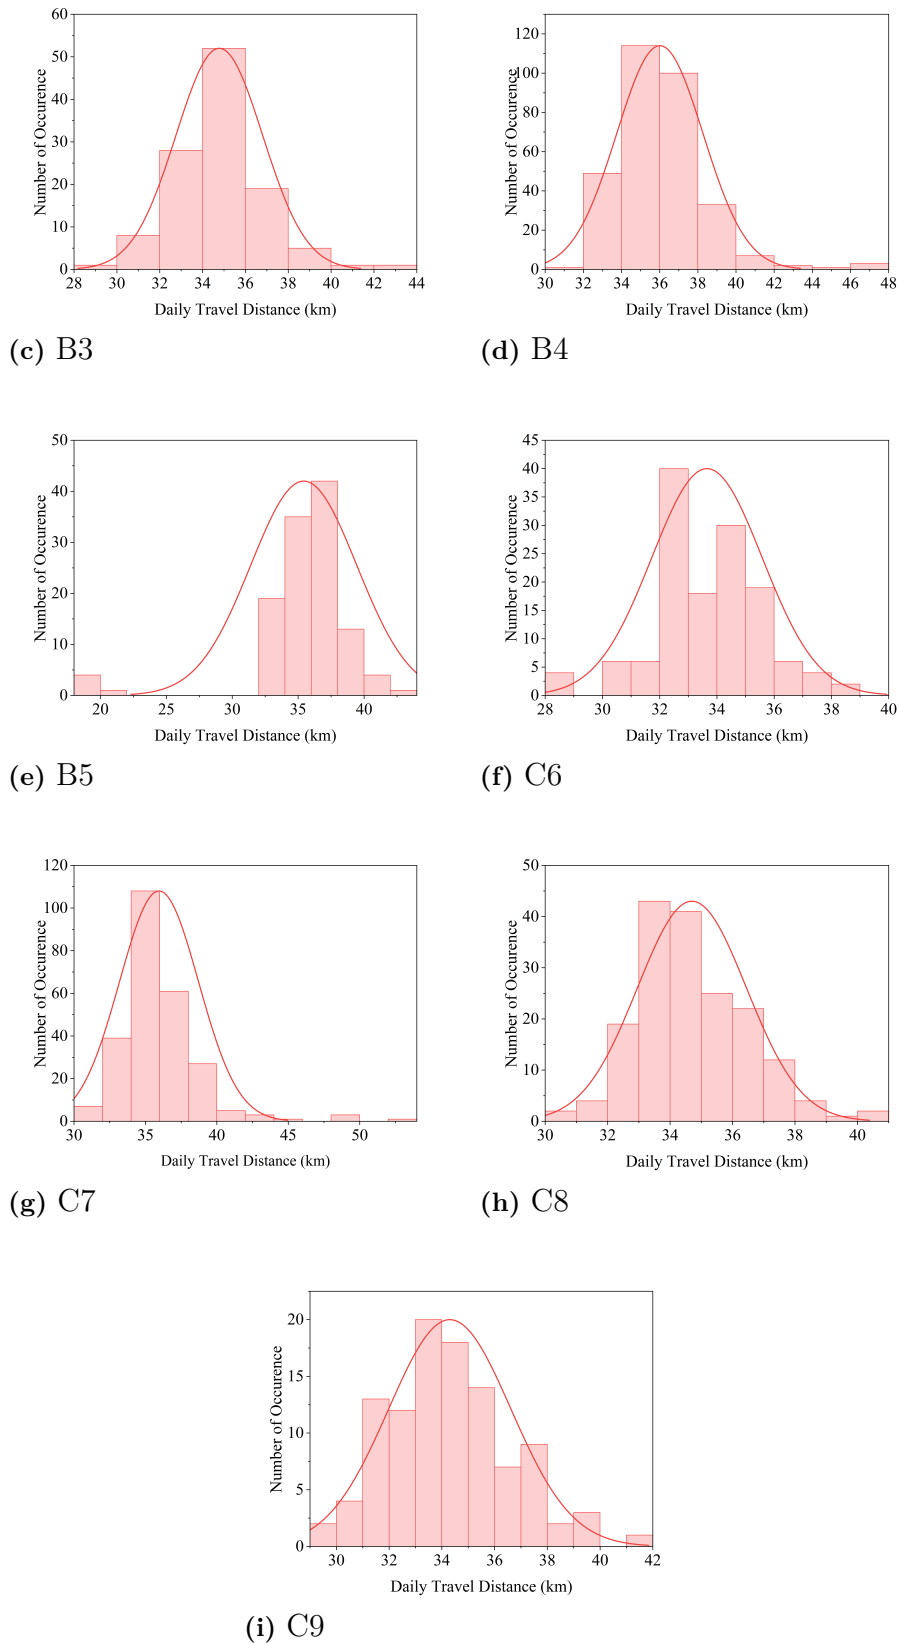 60
50
40
30
20
10
0
28 30 32 34 36 38 40 42 44
Number of Occurence
Daily Travel Distance (km)
(c) B3
120
100
80
60
40
20
0
30 32 34 36 38 40 42 44 46 48
Number of Occurence
Daily Travel Distance (km)
(d) B4
50
40
30
20
10
0
20 25 30 35 40
Number of Occurence
Daily Travel Distance (km)
(e) B5
45
40
35
30
25
20
15
10
5
0
28 30 32 34 36 38 40
Number of Occurence
Daily Travel Distance (km)
(f) C6
120
100
80
60
40
20
0
30 35 40 45 50
Number of Occurence
Daily Travel Distance (km)
(g) C7
50
40
30
20
10
0
30 32 34 36 38 40
Number of Occurence
Daily Travel Distance (km)
(h) C8
20
15
10
5
0
30 32 34 36 38 40 42
Number of Occurence
Daily Travel Distance (km)
(i) C9